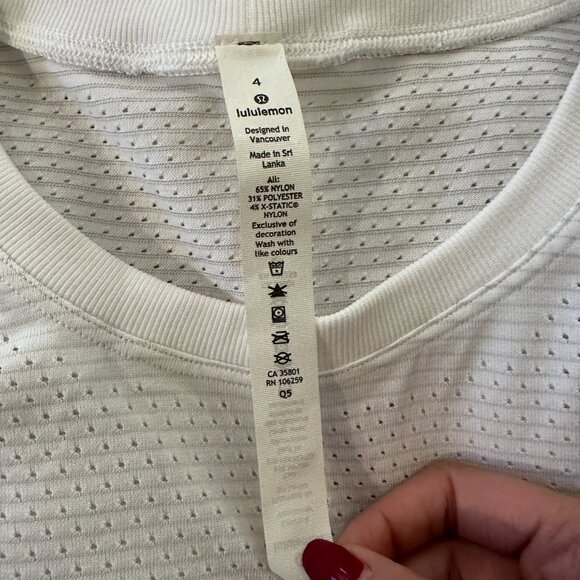 4
lululemon
Designed in
Vancouver
Made in Sri
Lanka
All:
65% NYLON
31% POLYESTER
4% X-STATIC®
NYLON
Exclusive of
decoration
Wash with
like colours
CA 35801
RN 106259
Q5